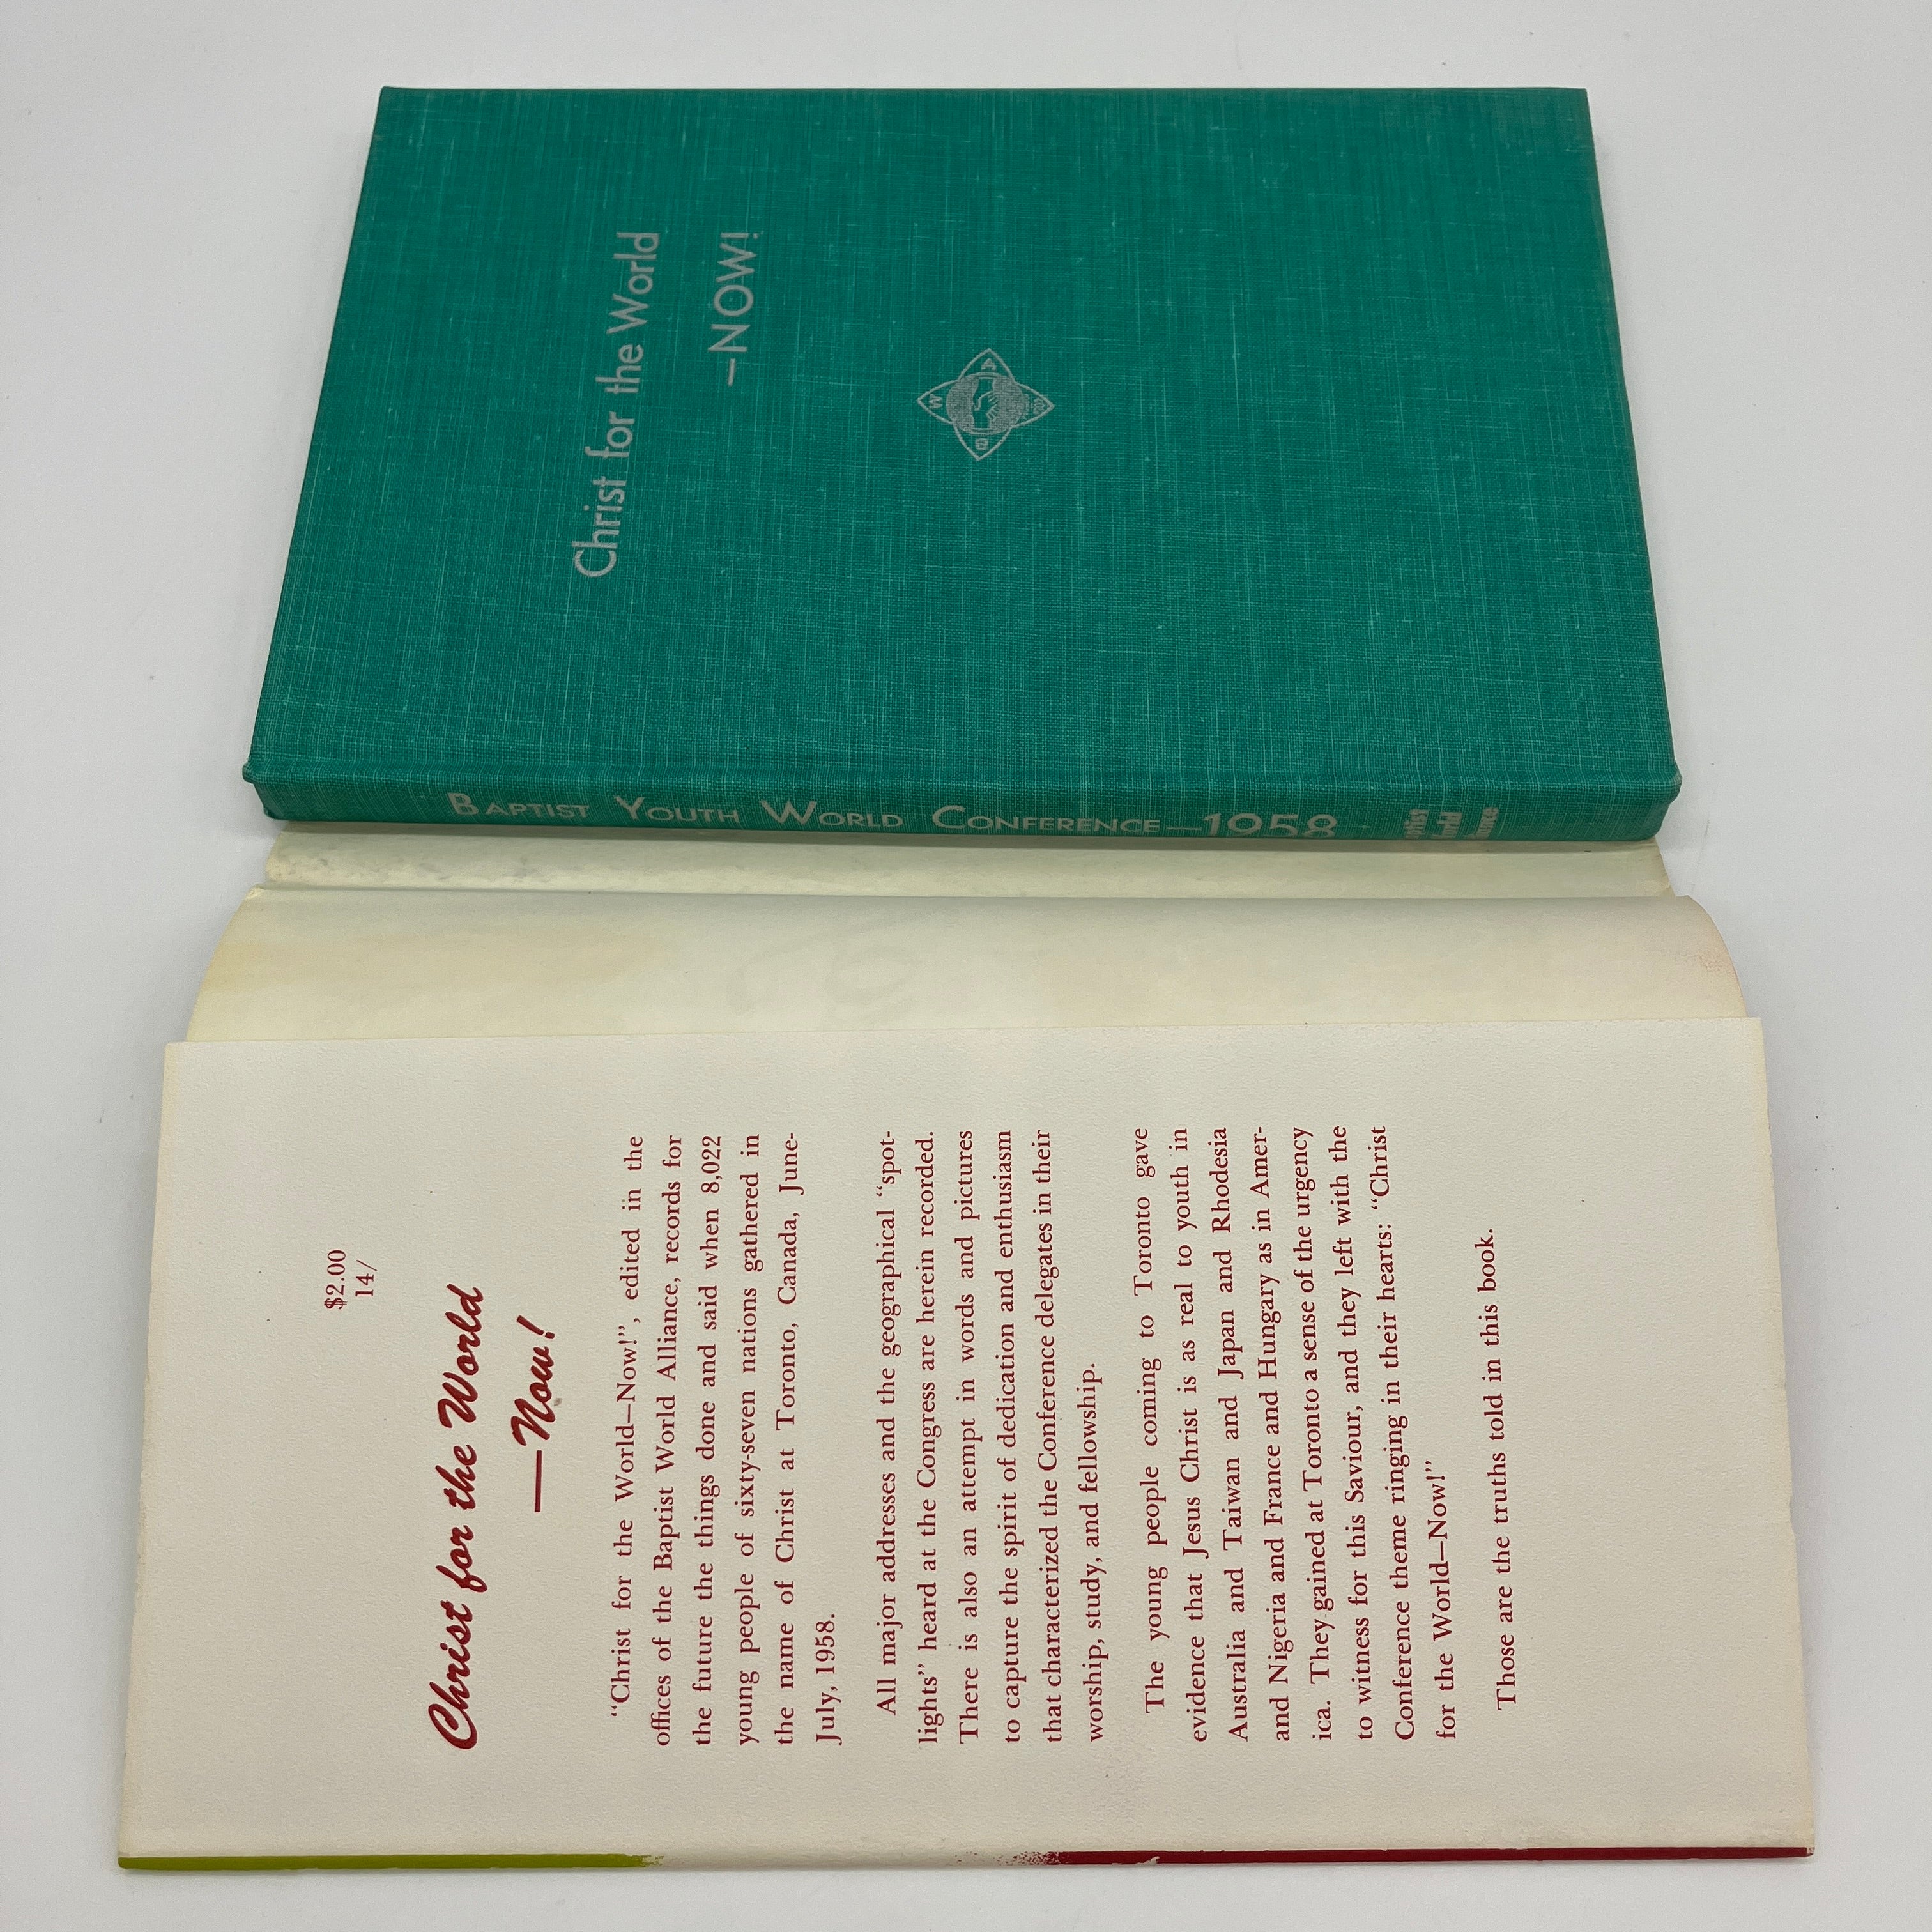 Christ for the World
—NOW!
B W A
BAPTIST YOUTH WORLD CONFERENCE—1958
$2.00
14/
Christ for the World
—Now!
“Christ for the World—Now!”, edited in the
offices of the Baptist World Alliance, records for
the future the things done and said when 8,022
young people of sixty-seven nations gathered in
the name of Christ at Toronto, Canada, June-
July, 1958.
All major addresses and the geographical “spot-
lights” heard at the Congress are herein recorded.
There is also an attempt in words and pictures
to capture the spirit of dedication and enthusiasm
that characterized the Conference delegates in their
worship, study, and fellowship.
The young people coming to Toronto gave
evidence that Jesus Christ is as real to youth in
Australia and Taiwan and Japan and Rhodesia
and Nigeria and France and Hungary as in Amer-
ica. They gained at Toronto a sense of the urgency
to witness for this Saviour, and they left with the
Conference theme ringing in their hearts: “Christ
for the World—Now!”
Those are the truths told in this book.